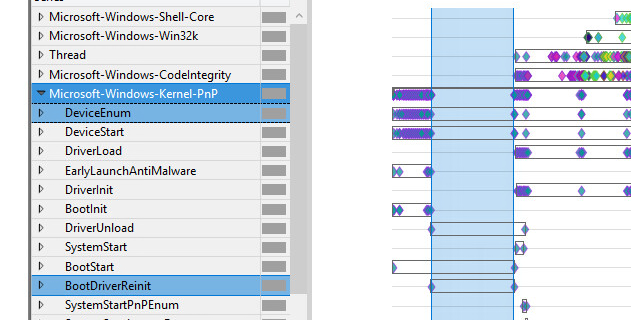 Microsoft-Windows-Shell-Core
Microsoft-Windows-Win32k
Thread
Microsoft-Windows-CodeIntegrity
Microsoft-Windows-Kernel-PnP
DeviceEnum
DeviceStart
DriverLoad
EarlyLaunchAntiMalware
DriverInit
BootInit
DriverUnload
SystemStart
BootStart
BootDriverReinit
SystemStartPnPEnum